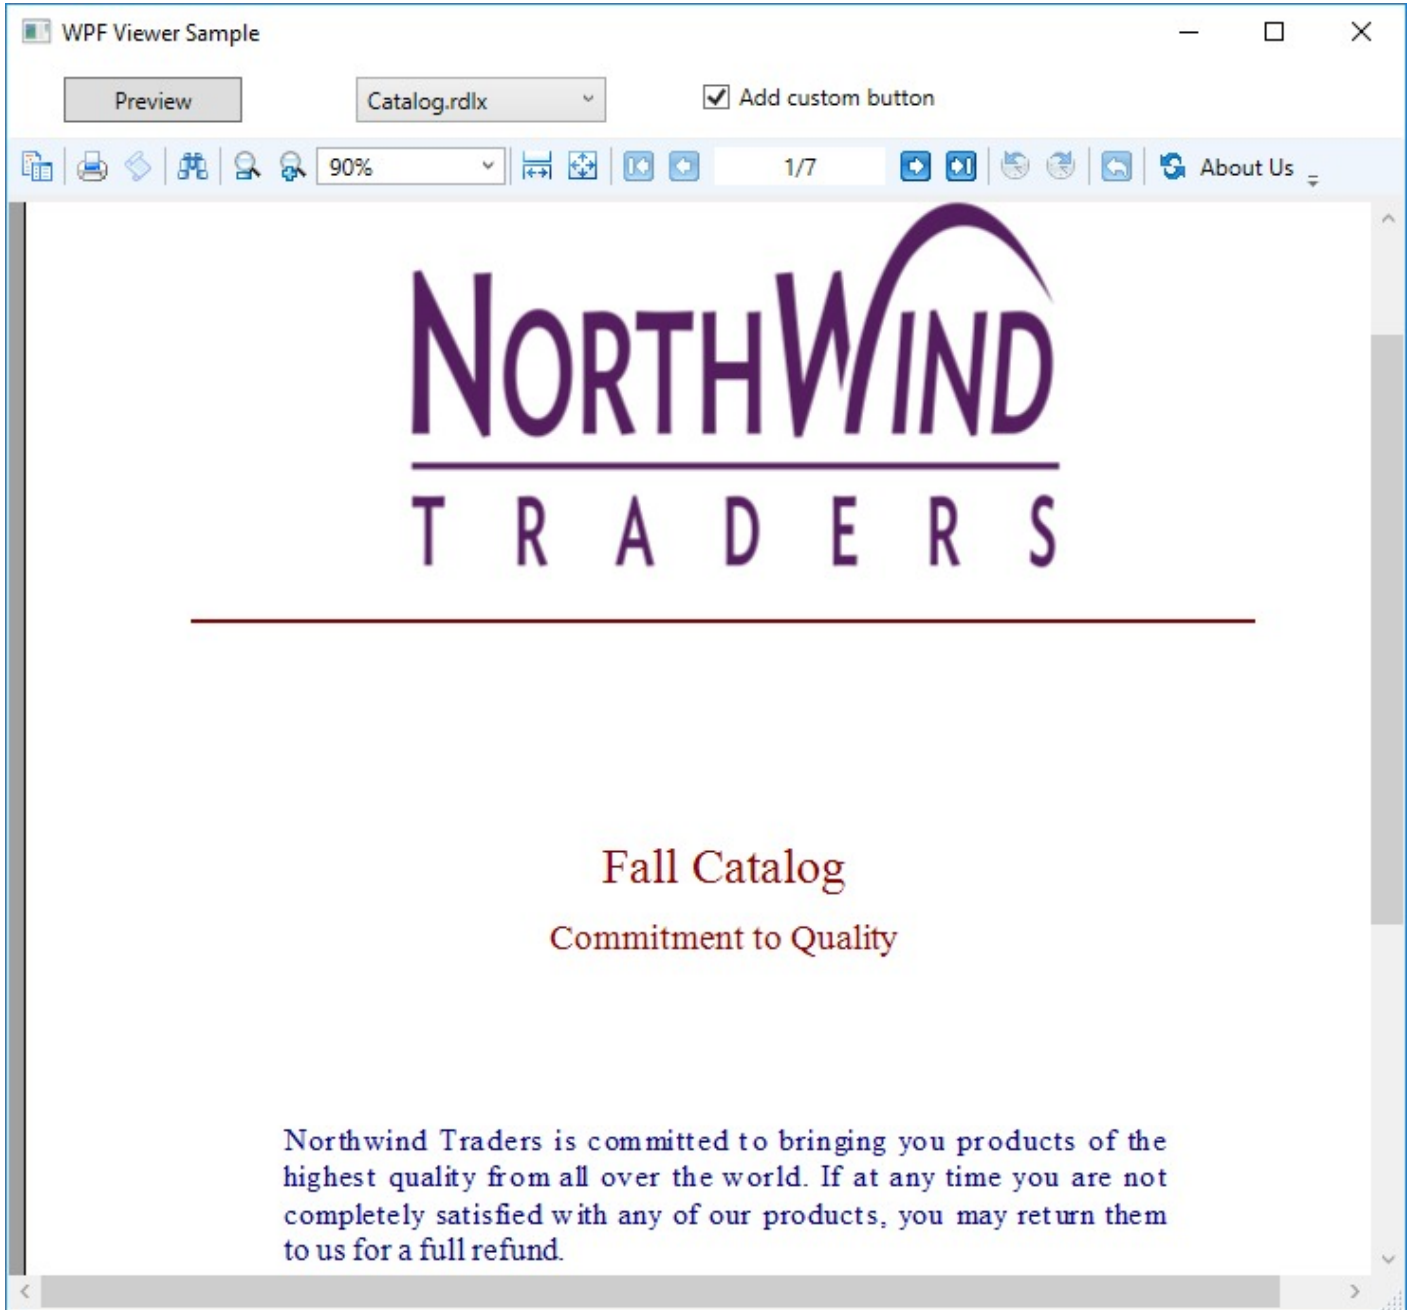 WPF Viewer Sample
Preview
Catalog.rdlx
Add custom button
90%
1/7
About Us
NORTHWIND
TRADERS
Fall Catalog
Commitment to Quality
Northwind Traders is committed to bringing you products of the
highest quality from all over the world. If at any time you are not
completely satisfied with any of our products, you may return them
to us for a full refund.